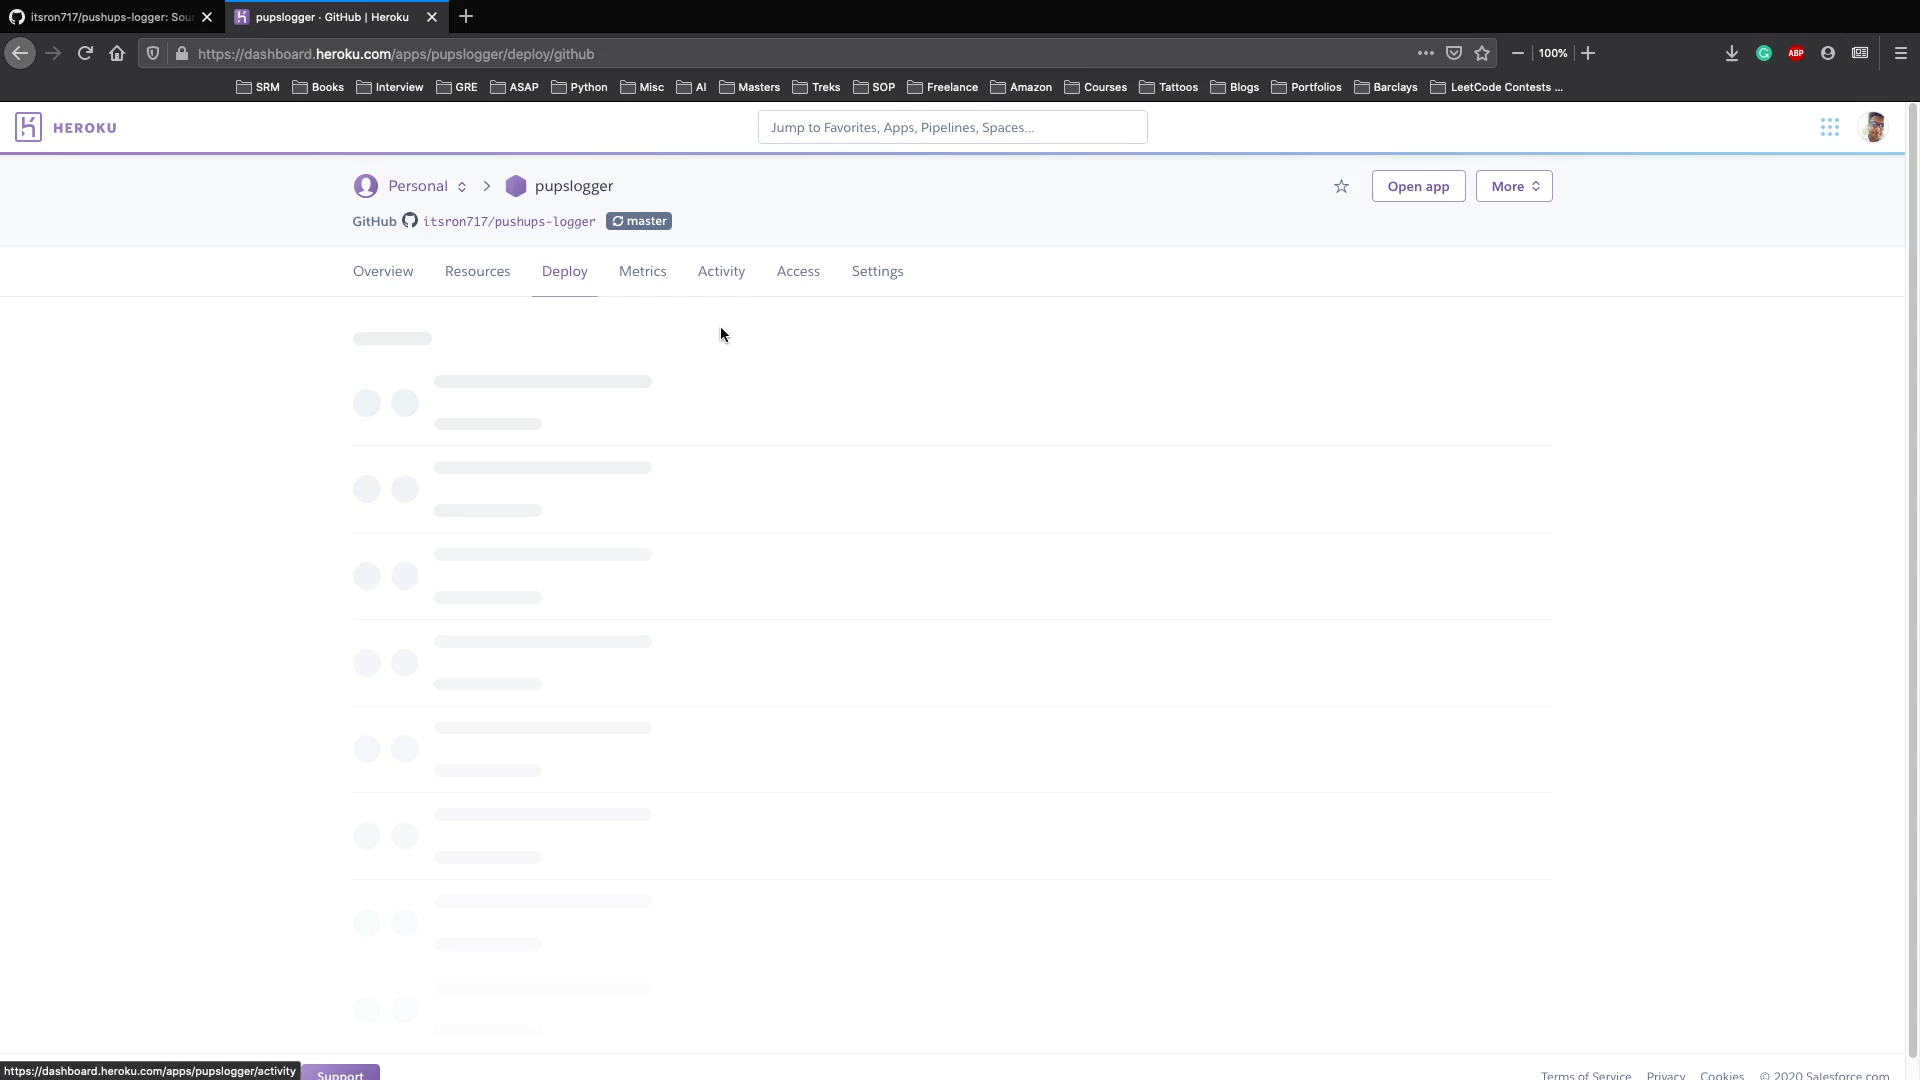 itsron717/pushups-logger: Sour
pupslogger · GitHub | Heroku
https://dashboard.heroku.com/apps/pupslogger/deploy/github
100%
ABP
SRM Books Interview GRE ASAP Python Misc AI Masters Treks SOP Freelance Amazon Courses Tattoos Blogs Portfolios Barclays LeetCode Contests ...
HEROKU
Jump to Favorites, Apps, Pipelines, Spaces...
Personal > pupslogger
Open app
More
GitHub itsron717/pushups-logger master
Overview Resources Deploy Metrics Activity Access Settings
https://dashboard.heroku.com/apps/pupslogger/activity
Support
Terms of Service Privacy Cookies © 2020 Salesforce.com